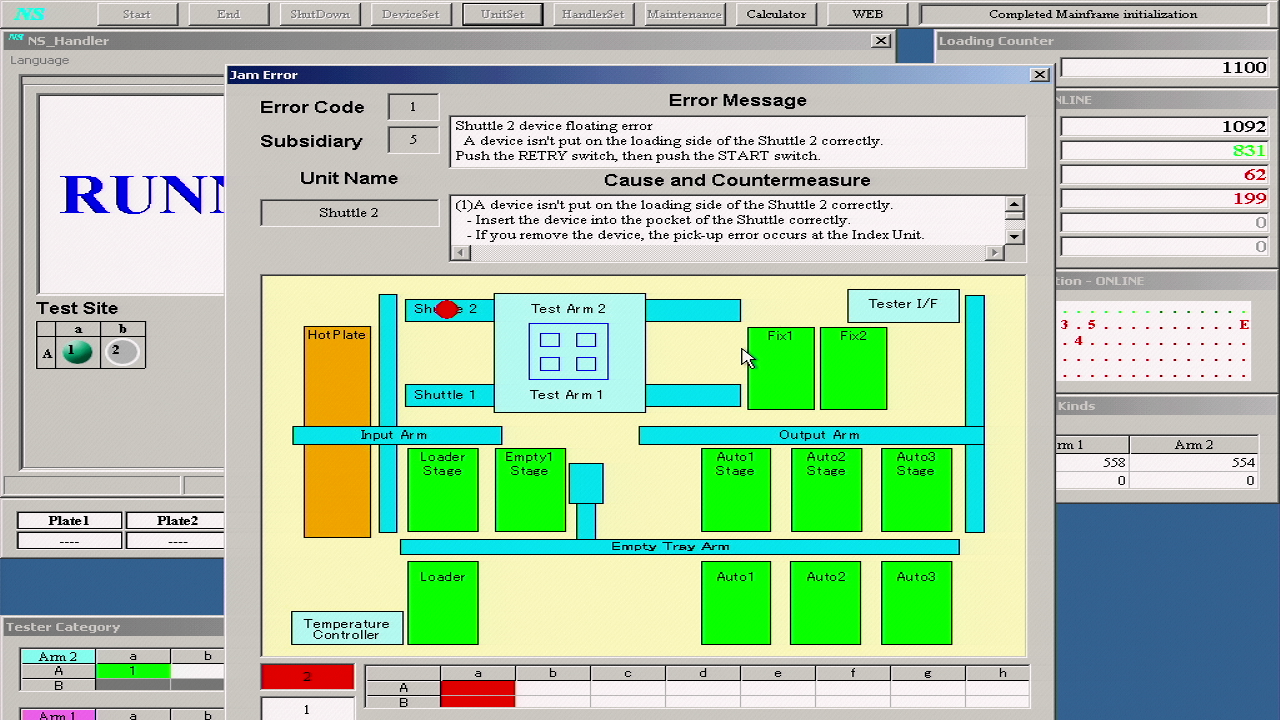 NS Start End ShutDown DeviceSet UnitSet HandlerSet Maintenance Calculator WEB Completed Mainframe initialization
NS NS_Handler
Language
RUNN
Test Site
a b
A 1 2
Plate1 Plate2
---- ----
Tester Category
Arm 2 a b
A 1
B
Arm 1 a b
Jam Error
Error Code 1
Subsidiary 5
Unit Name
Shuttle 2
Error Message
Shuttle 2 device floating error
A device isn't put on the loading side of the Shuttle 2 correctly.
Push the RETRY switch, then push the START switch.
Cause and Countermeasure
(1)A device isn't put on the loading side of the Shuttle 2 correctly.
- Insert the device into the pocket of the Shuttle correctly.
- If you remove the device, the pick-up error occurs at the Index Unit.
Shuttle 2
Test Arm 2
Tester I/F
HotPlate
Fix1 Fix2
Shuttle 1
Test Arm 1
Input Arm
Output Arm
Loader
Stage
Empty1
Stage
Auto1
Stage
Auto2
Stage
Auto3
Stage
Empty Tray Arm
Loader Auto1 Auto2 Auto3
Temperature
Controller
2
1
a b c d e f g h
A
B
Loading Counter
1100
NLINE
1092
831
62
199
0
0
tion - ONLINE
3 . 5 . . . . . . E
. 4 . . . . . . .
Kinds
rm 1 Arm 2
558 554
0 0